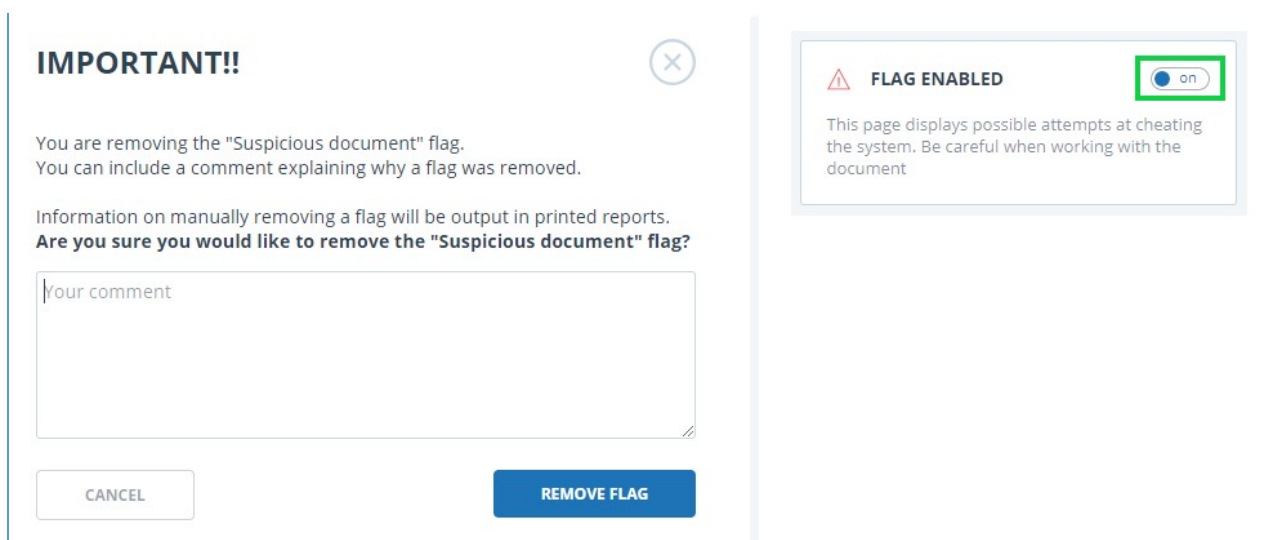 IMPORTANT!!
You are removing the "Suspicious document" flag.
You can include a comment explaining why a flag was removed.
Information on manually removing a flag will be output in printed reports.
Are you sure you would like to remove the "Suspicious document" flag?
Your comment
CANCEL
REMOVE FLAG
FLAG ENABLED
on
This page displays possible attempts at cheating
the system. Be careful when working with the
document